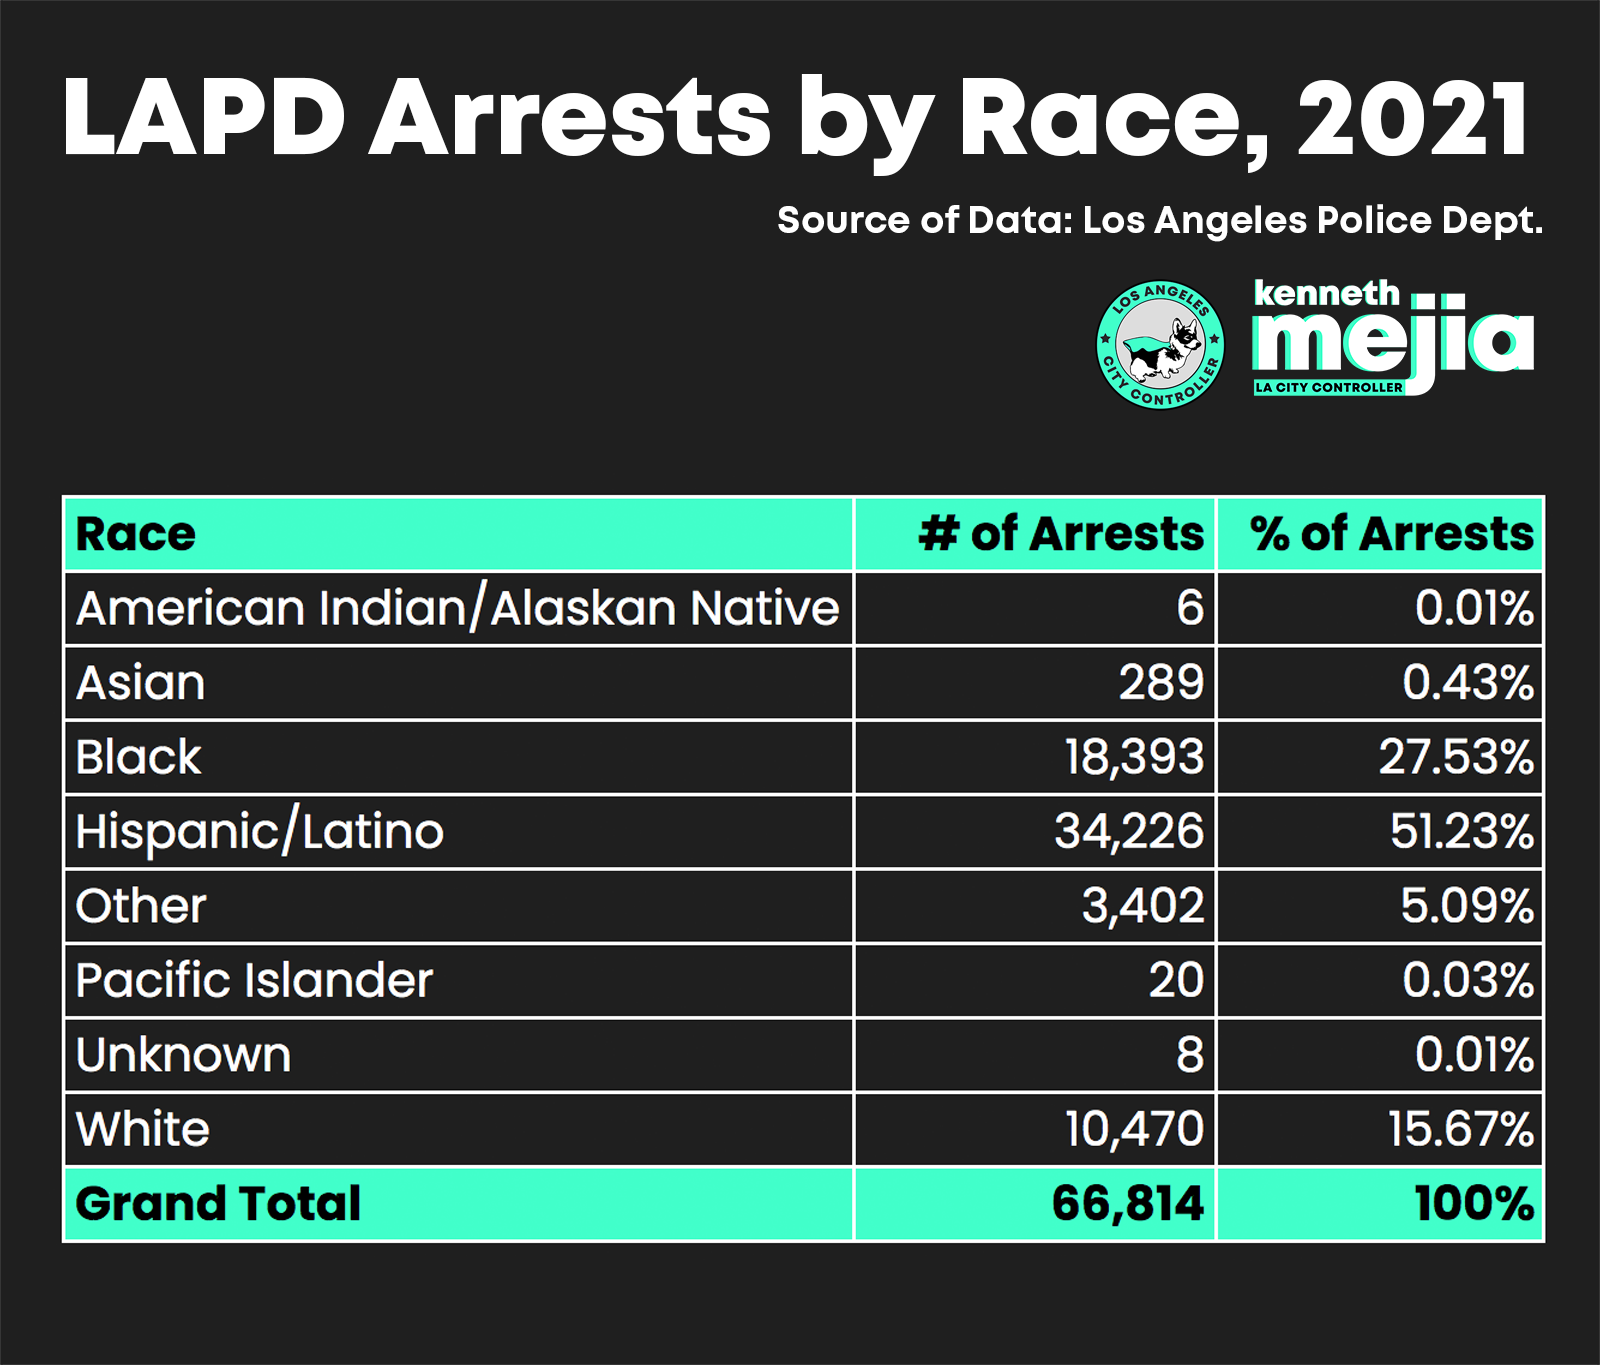 LAPD Arrests by Race, 2021
Source of Data: Los Angeles Police Dept.
LOS ANGELES
CITY CONTROLLER
kenneth
mejia
LA CITY CONTROLLER
Race # of Arrests % of Arrests
American Indian/Alaskan Native 6 0.01%
Asian 289 0.43%
Black 18,393 27.53%
Hispanic/Latino 34,226 51.23%
Other 3,402 5.09%
Pacific Islander 20 0.03%
Unknown 8 0.01%
White 10,470 15.67%
Grand Total 66,814 100%